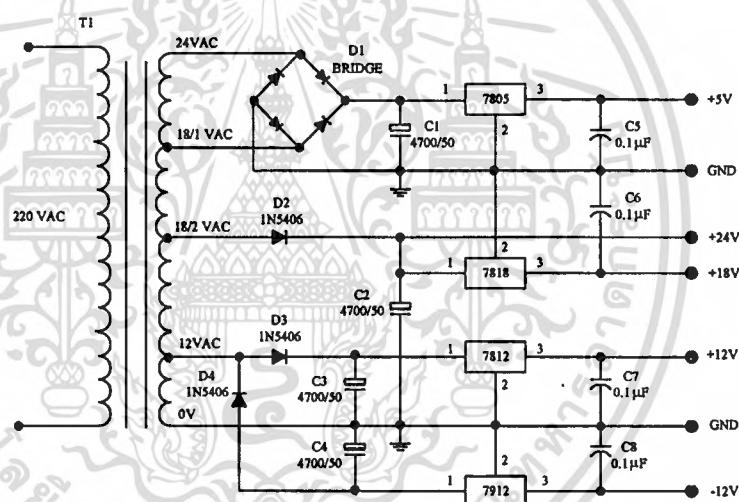 T1
24VAC
D1
BRIDGE
1
7805
3
+5V
2
C1
4700/50
C5
0.1µF
18/1 VAC
GND
220 VAC
D2
1N5406
18/2 VAC
C6
0.1µF
+24V
2
1
7818
3
+18V
C2
4700/50
D3
1N5406
12VAC
1
7812
3
+12V
D4
1N5406
C3
4700/50
2
C7
0.1µF
0V
GND
C4
4700/50
2
C8
0.1µF
1
7912
3
-12V